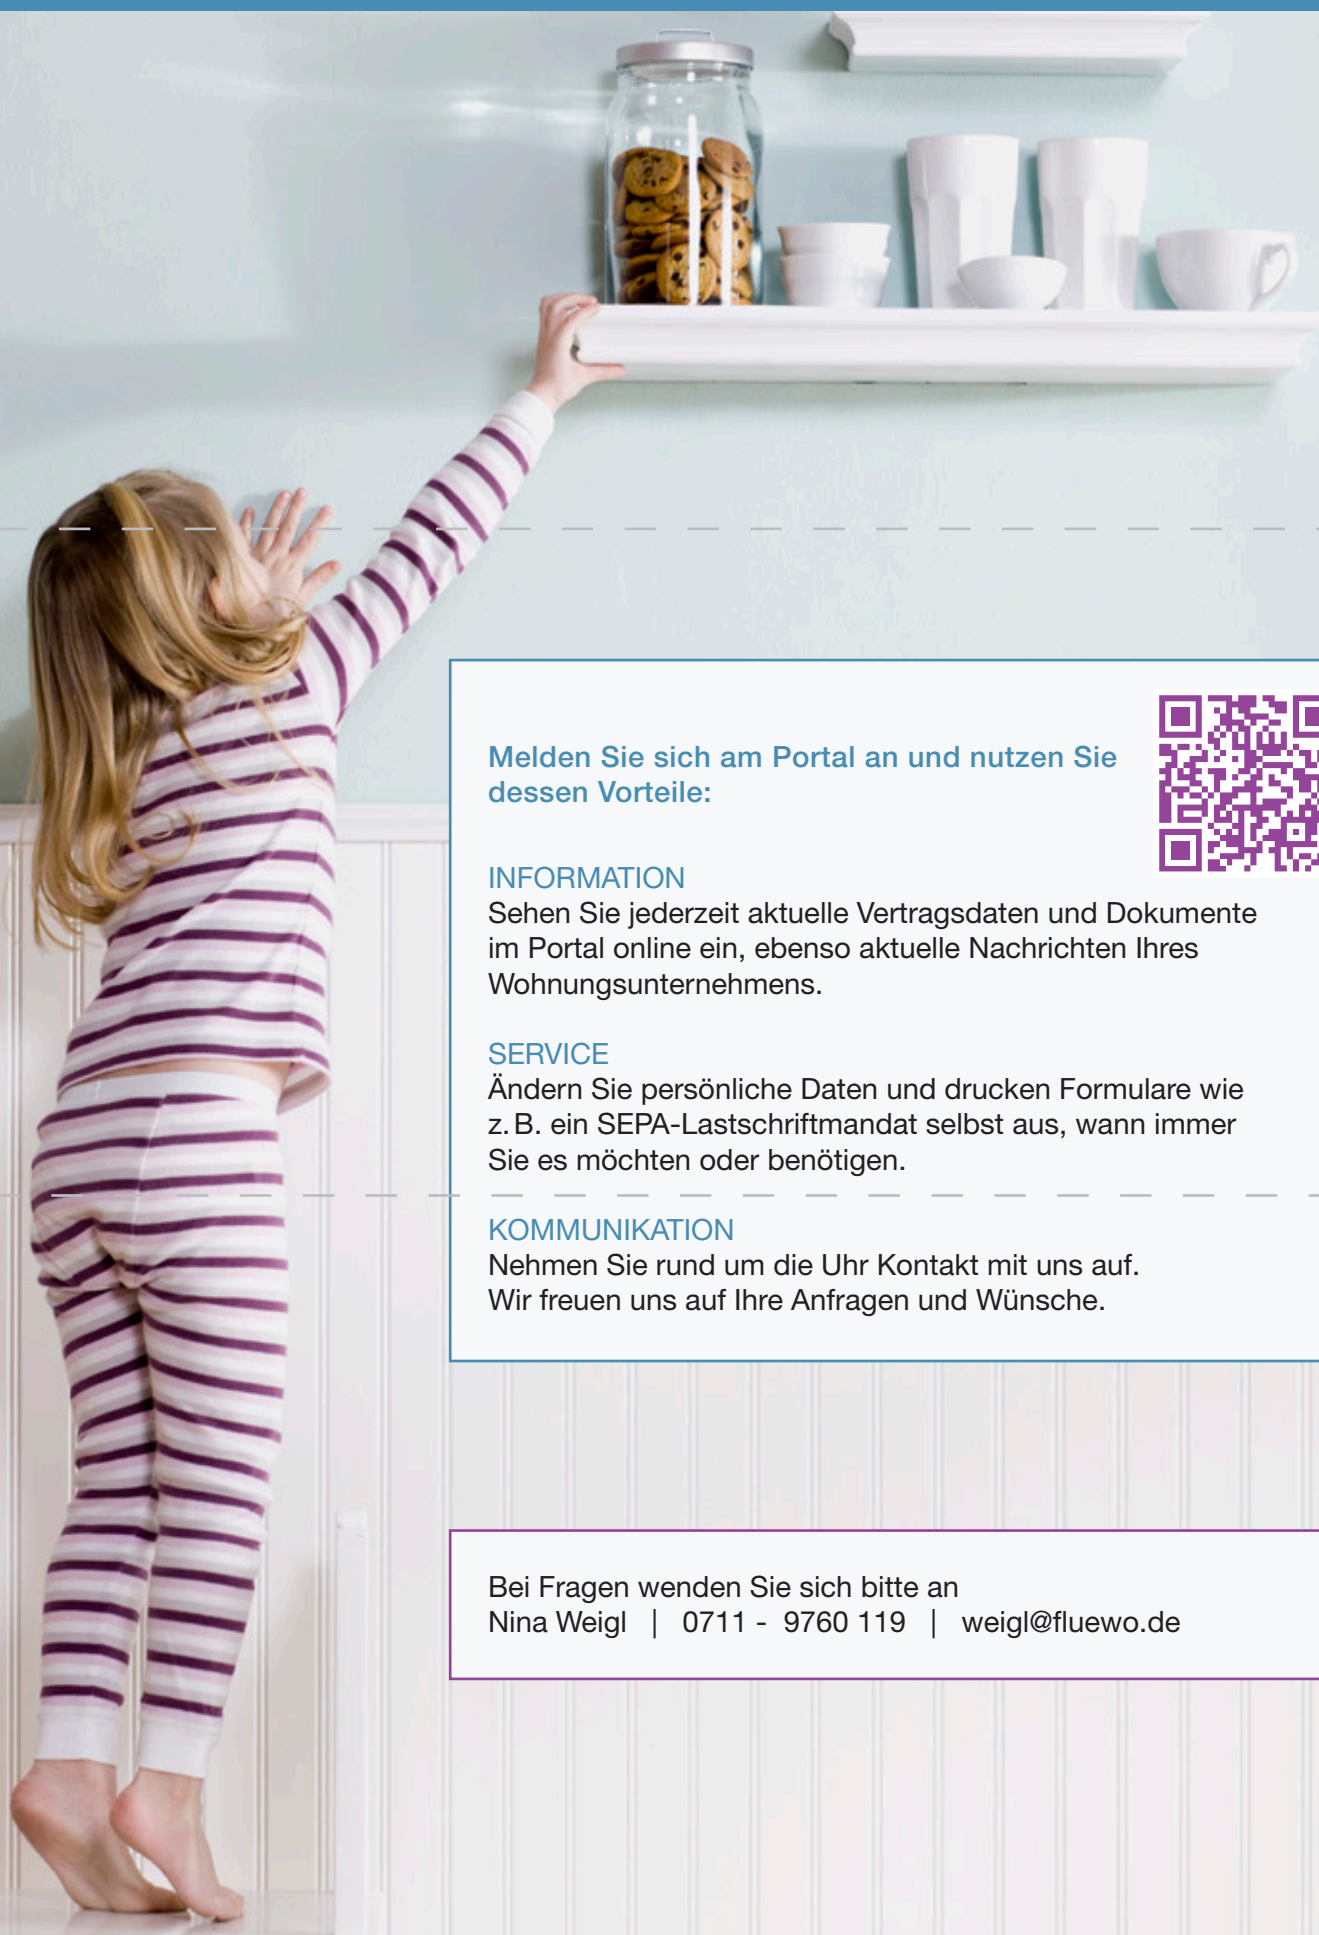 Melden Sie sich am Portal an und nutzen Sie
dessen Vorteile:
INFORMATION
Sehen Sie jederzeit aktuelle Vertragsdaten und Dokumente
im Portal online ein, ebenso aktuelle Nachrichten Ihres
Wohnungsunternehmens.
SERVICE
Ändern Sie persönliche Daten und drucken Formulare wie
z. B. ein SEPA-Lastschriftmandat selbst aus, wann immer
Sie es möchten oder benötigen.
KOMMUNIKATION
Nehmen Sie rund um die Uhr Kontakt mit uns auf.
Wir freuen uns auf Ihre Anfragen und Wünsche.
Bei Fragen wenden Sie sich bitte an
Nina Weigl | 0711 - 9760 119 | weigl@fluewo.de